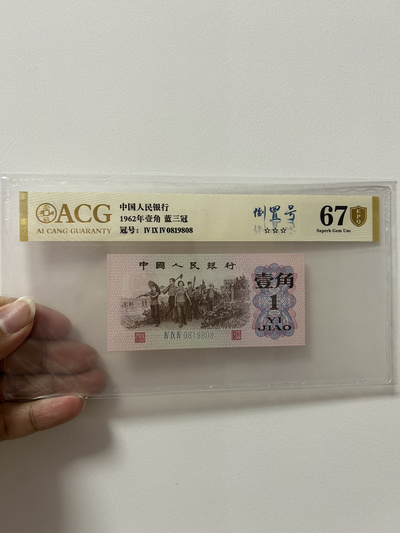 ACG
AI CANG GUARANTY
中国人民银行
1962年壹角 蓝三冠
冠号: IV IX IV 0819808
倒置号
☆☆☆
67
EPQ
Superb Gem Unc
中国人民银行
壹角
1
YI
JIAO
IV IX IV 0819808